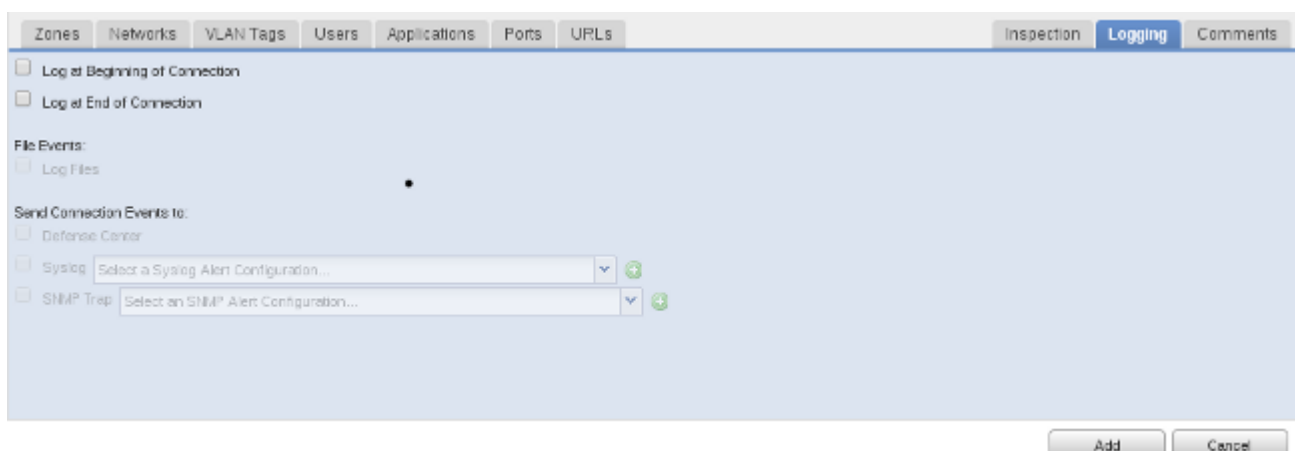 Zones Networks VLAN Tags Users Applications Ports URLs Inspection Logging Comments
Log at Beginning of Connection
Log at End of Connection
File Events:
Log Files
Send Connection Events to:
Defense Center
Syslog Select a Syslog Alert Configuration...
SNMP Trap Select an SNMP Alert Configuration...
Add Cancel